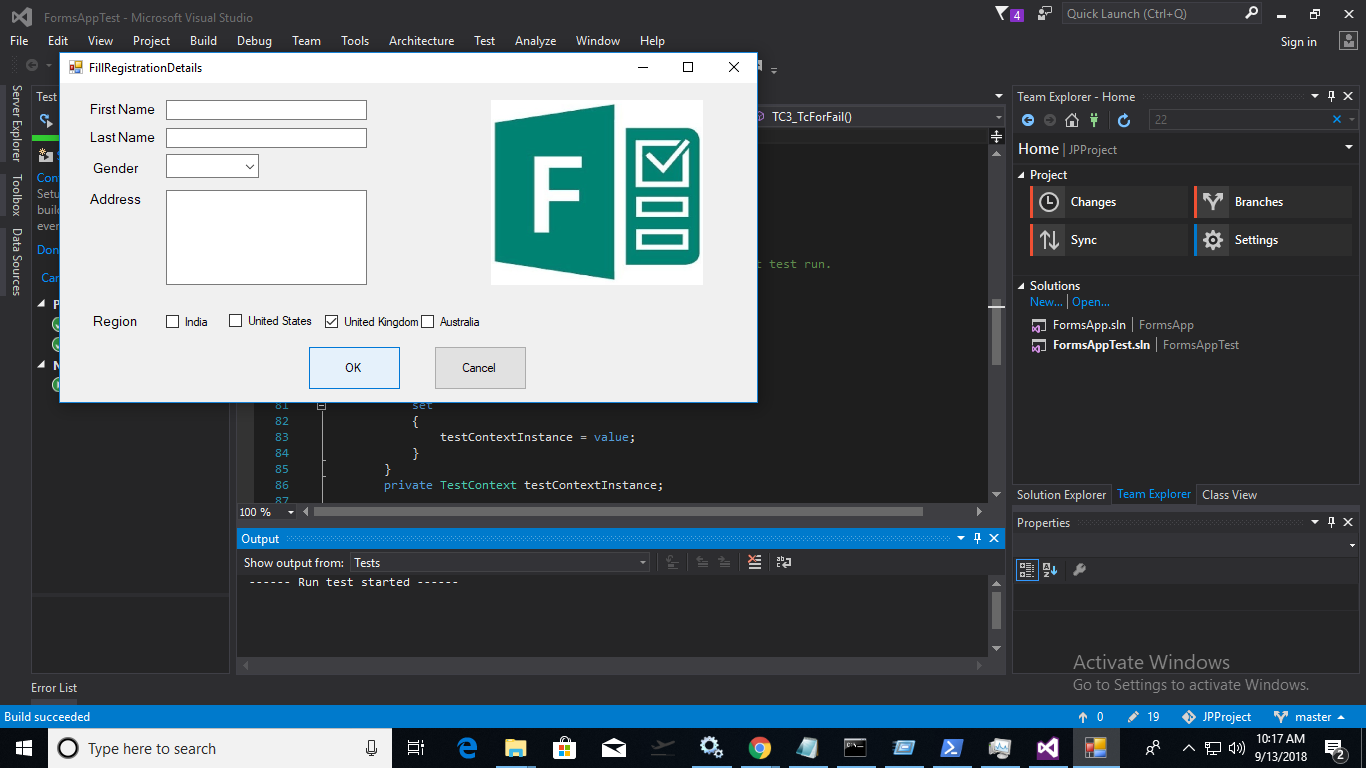 FormsAppTest - Microsoft Visual Studio
4
Quick Launch (Ctrl+Q)
File Edit View Project Build Debug Team Tools Architecture Test Analyze Window Help
Sign in
FillRegistrationDetails
Server Explorer
Toolbox
Data Sources
Test
First Name
Last Name
Gender
Address
Region
India
United States
United Kingdom
Australia
OK
Cancel
F
TC3_TcForFail()
test run.
81 set
82 {
83 testContextInstance = value;
84 }
85 }
86 private TestContext testContextInstance;
87
100 %
Output
Show output from: Tests
------ Run test started ------
Team Explorer - Home
22
Home | JPProject
Project
Changes
Branches
Sync
Settings
Solutions
New... | Open...
FormsApp.sln | FormsApp
FormsAppTest.sln | FormsAppTest
Solution Explorer Team Explorer Class View
Properties
Activate Windows
Go to Settings to activate Windows.
Error List
Build succeeded
0
19
JPProject
master
Type here to search
10:17 AM
9/13/2018
2